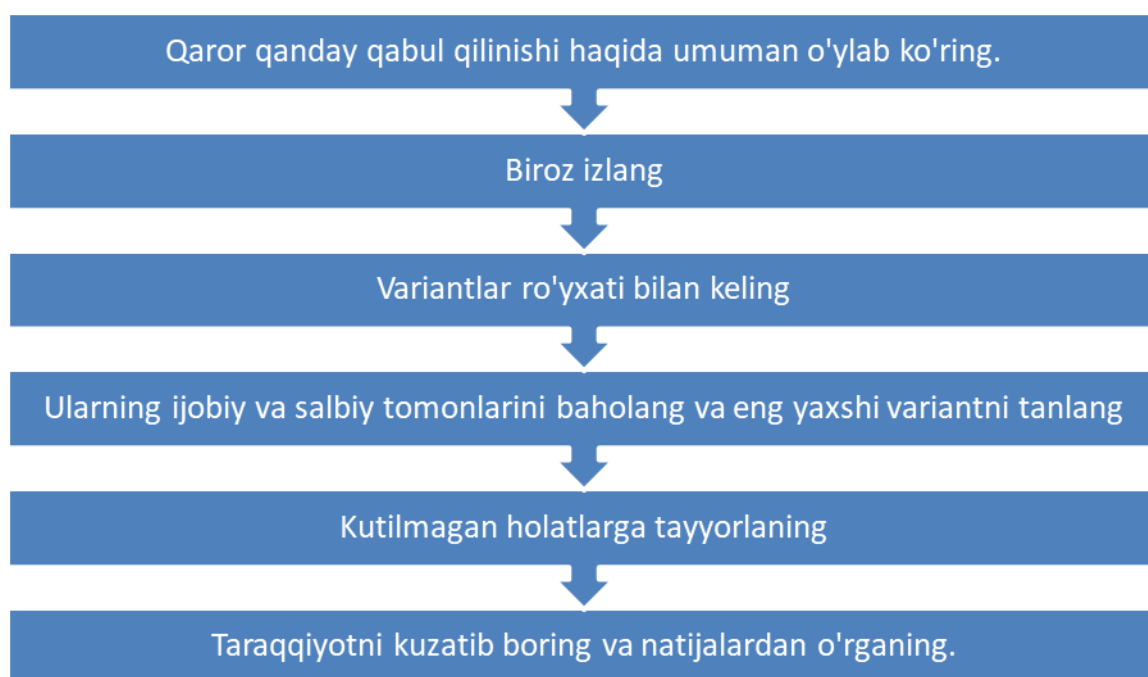 Qaror qanday qabul qilinishi haqida umuman o'ylab ko'ring.
Biroz izlang
Variantlar ro'yxati bilan keling
Ularning ijobiy va salbiy tomonlarini baholang va eng yaxshi variantni tanlang
Kutilmagan holatlarga tayyorlaning
Taraqqiyotni kuzatib boring va natijalardan o'rganing.